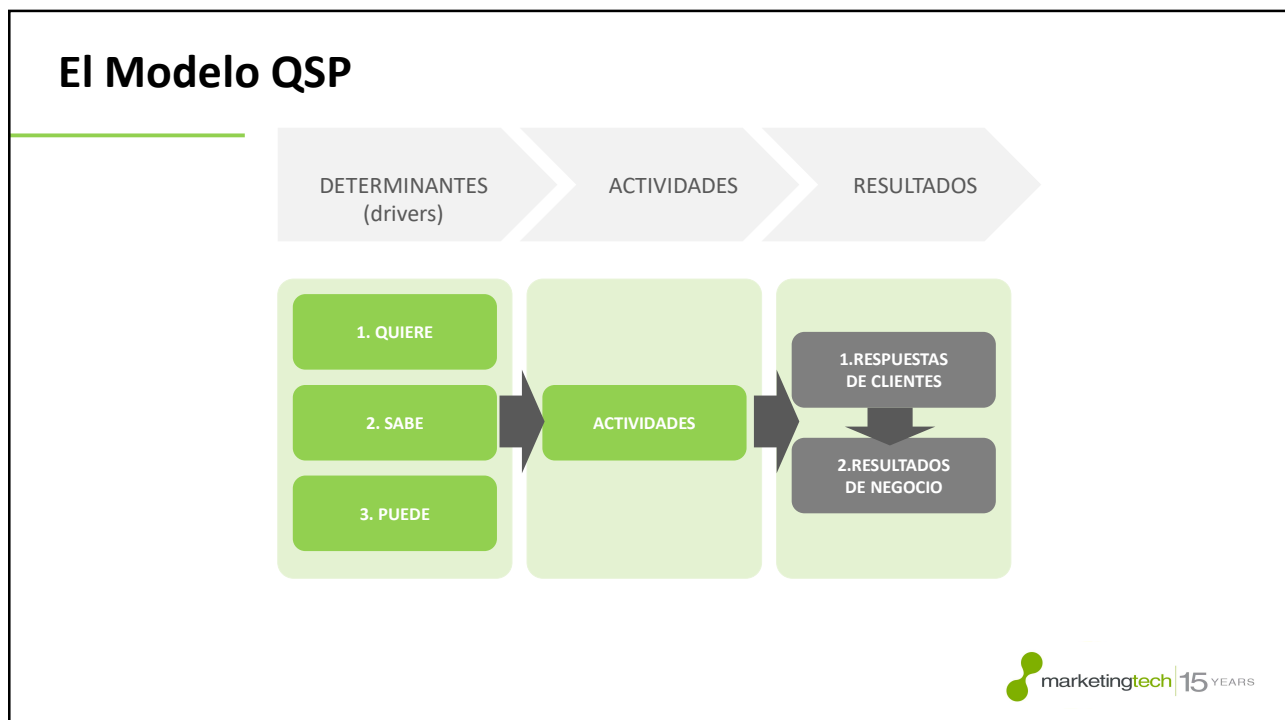 El Modelo QSP
DETERMINANTES
(drivers)
ACTIVIDADES
RESULTADOS
1. QUIERE
2. SABE
3. PUEDE
ACTIVIDADES
1.RESPUESTAS
DE CLIENTES
2.RESULTADOS
DE NEGOCIO
marketingtech 15 YEARS